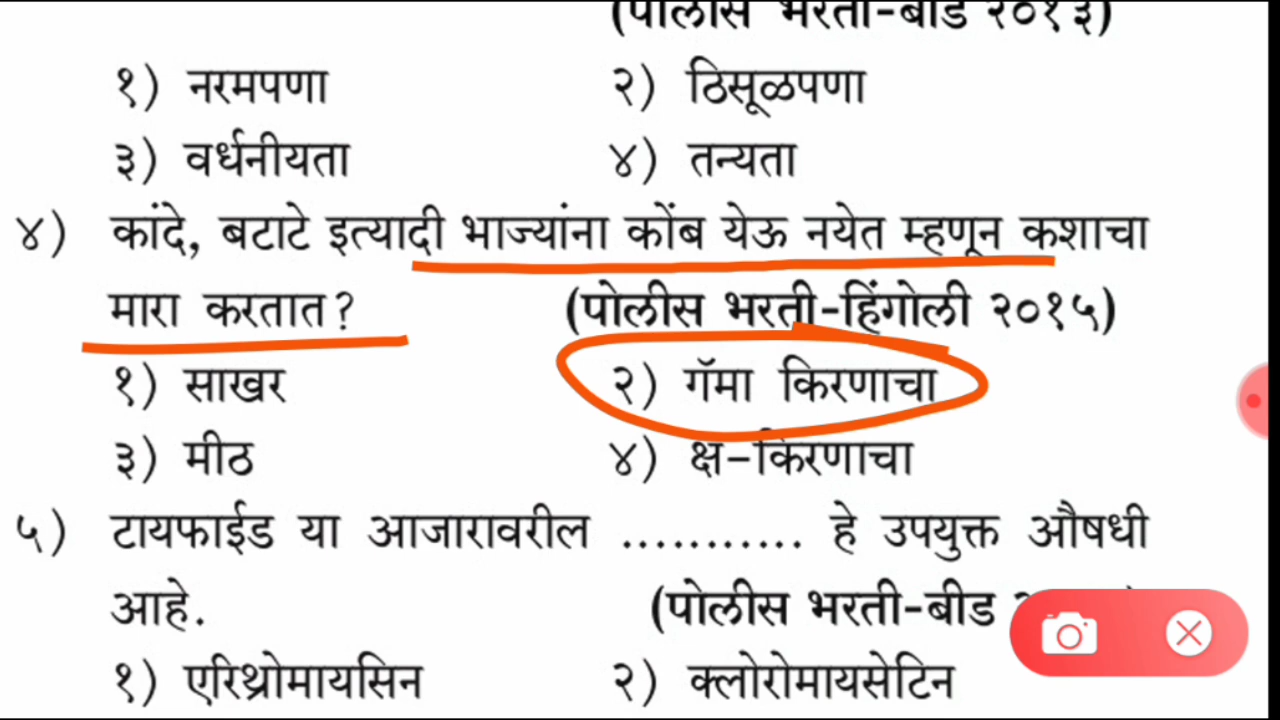 (पोलीस भरती-बीड २०१३)
१) नरमपणा २) ठिसूळपणा
३) वर्धनीयता ४) तन्यता
४) कांदे, बटाटे इत्यादी भाज्यांना कोंब येऊ नयेत म्हणून कशाचा
मारा करतात? (पोलीस भरती-हिंगोली २०१५)
१) साखर २) गॅमा किरणाचा
३) मीठ ४) क्ष-किरणाचा
५) टायफाईड या आजारावरील ........... हे उपयुक्त औषधी
आहे. (पोलीस भरती-बीड
१) एरिथ्रोमायसिन २) क्लोरोमायसेटिन